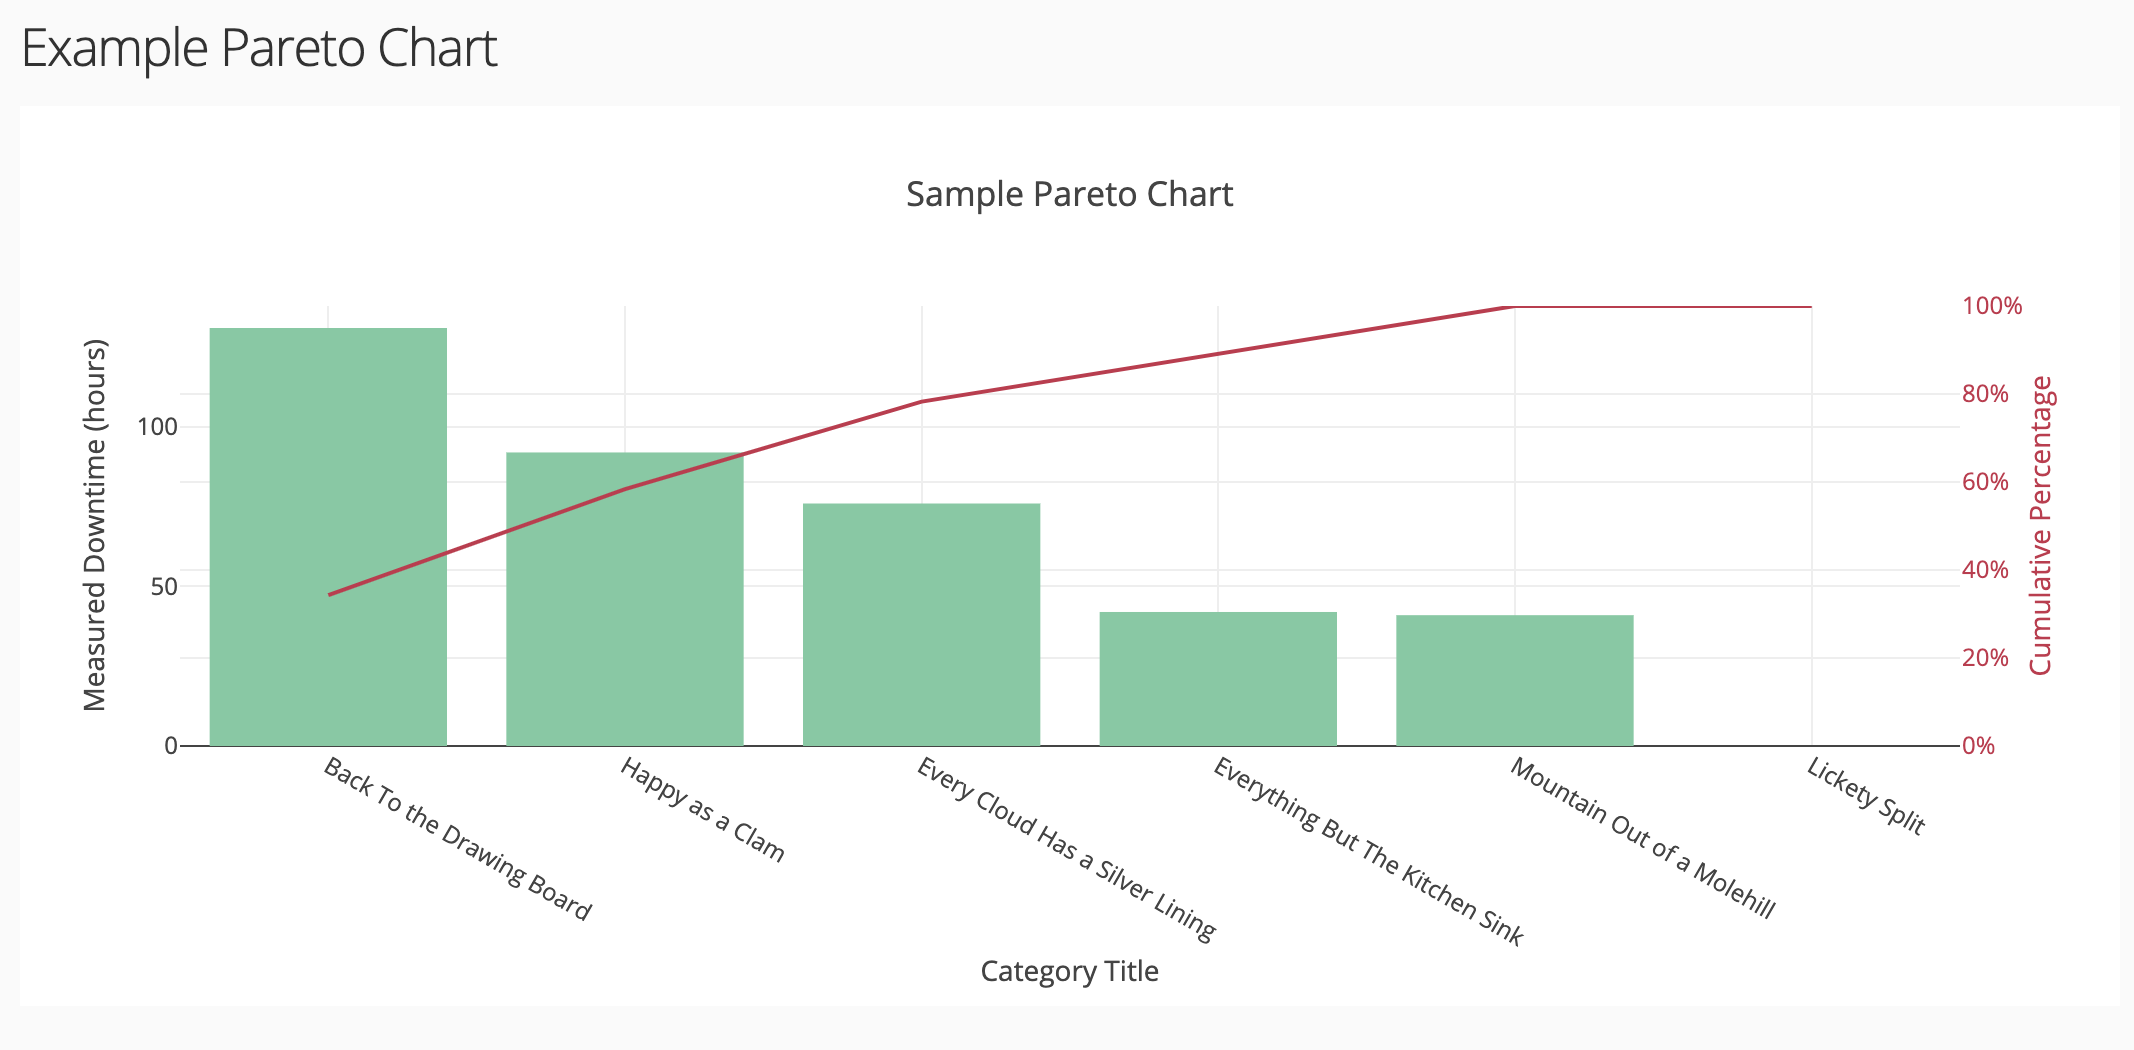 Example Pareto Chart
Sample Pareto Chart
Measured Downtime (hours)
100
50
0
100%
80%
60%
40%
20%
0%
Cumulative Percentage
Back To the Drawing Board
Happy as a Clam
Every Cloud Has a Silver Lining
Everything But The Kitchen Sink
Mountain Out of a Molehill
Lickety Split
Category Title